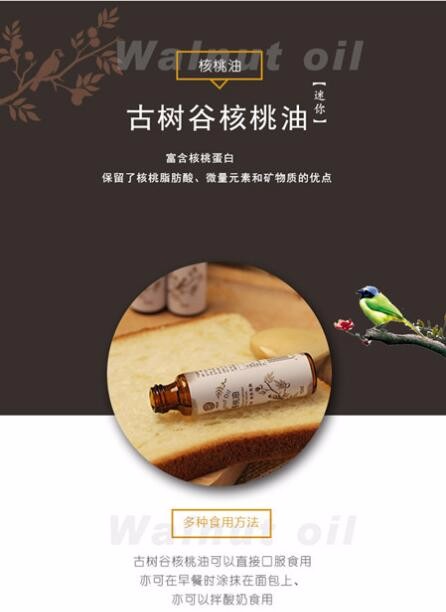 Walnut oil
核桃油
古树谷核桃油
【迷你】
富含核桃蛋白
保留了核桃脂肪酸、微量元素和矿物质的优点
核桃油
Walnut oil
多种食用方法
古树谷核桃油可以直接口服食用
亦可在早餐时涂抹在面包上、
亦可以拌酸奶食用